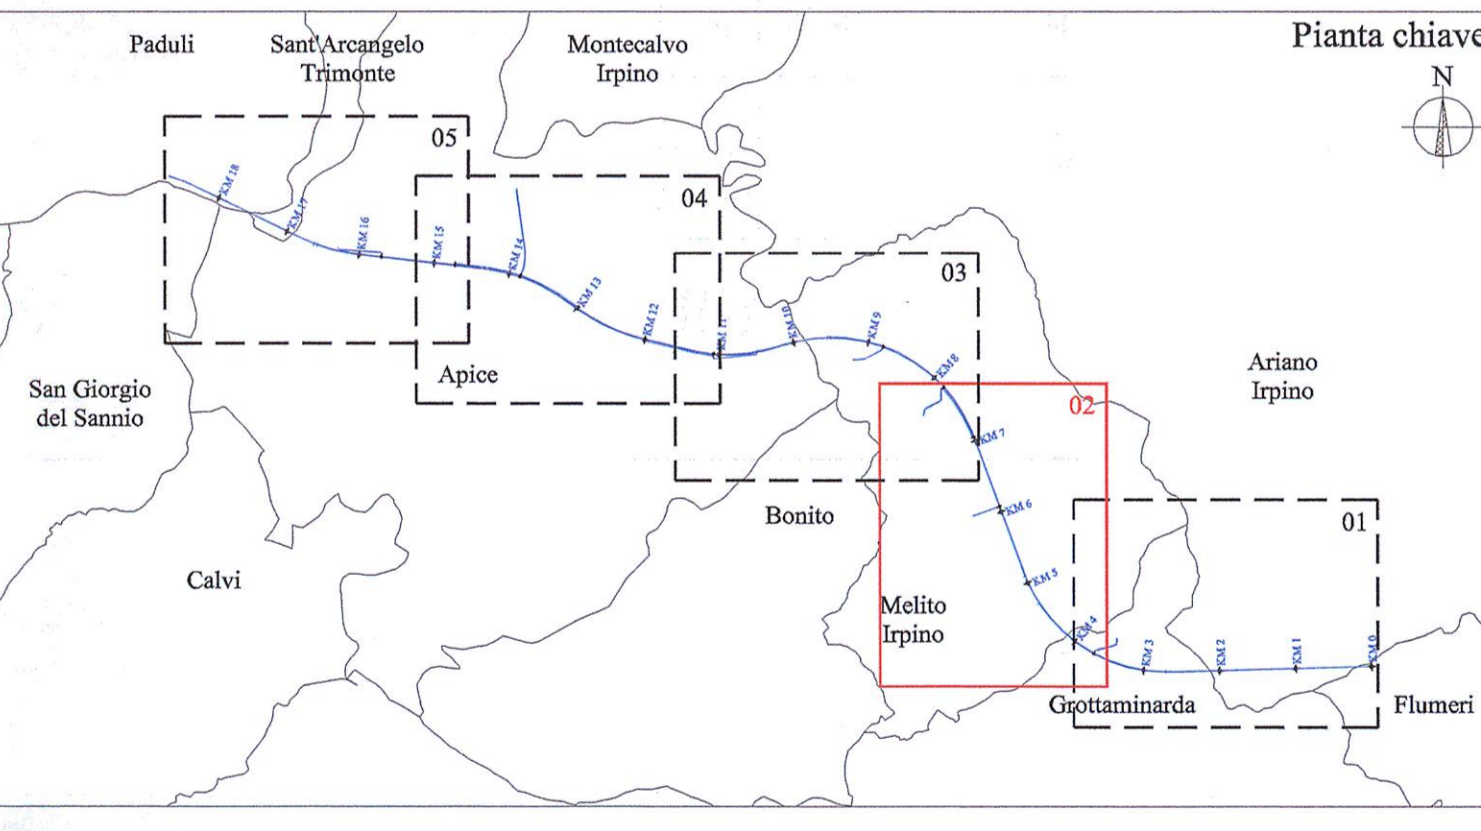 Pianta chiave
N
Paduli
Sant'Arcangelo
Trimonte
Montecalvo
Irpino
05
04
03
02
01
KM 18
KM 17
KM 16
KM 15
KM 14
KM 13
KM 12
KM 11
KM 10
KM 9
KM 8
KM 7
KM 6
KM 5
KM 4
KM 3
KM 2
KM 1
KM 0
Ariano
Irpino
San Giorgio
del Sannio
Apice
Bonito
Calvi
Melito
Irpino
Grottaminarda
Flumeri